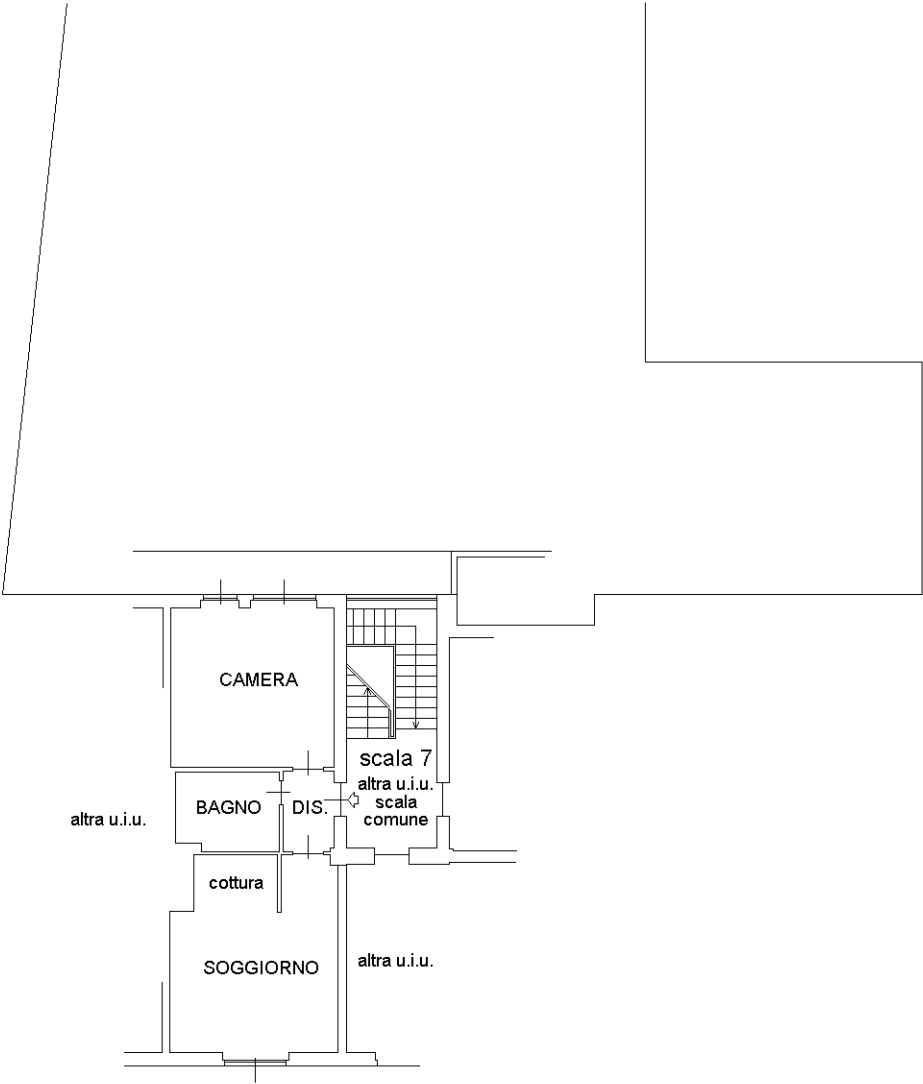 CAMERA
scala 7
altra u.i.u.
scala
comune
BAGNO
DIS.
altra u.i.u.
cottura
SOGGIORNO
altra u.i.u.